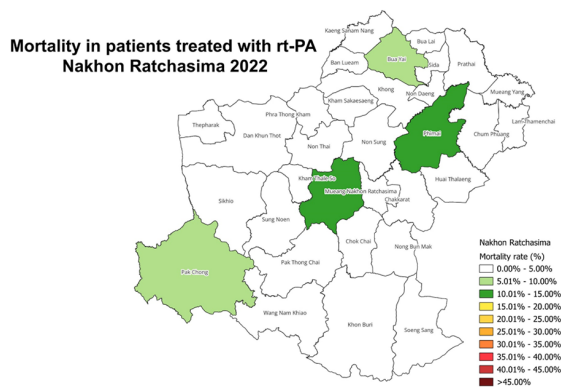 Mortality in patients treated with rt-PA
Nakhon Ratchasima 2022
Kaeng Sanam Nang
Bua Lai
Ban Lueam
Bua Yai
Sida
Prathai
Khong
Non Daeng
Mueang Yang
Kham Sakaesaeng
Phra Thong Kham
Lam Thamenchai
Thepharak
Dan Khun Thot
Phimai
Chum Phuang
Non Sung
Non Thai
Kham Thale So
Huai Thalaeng
Mueang Nakhon Ratchasima
Chakkarat
Sikhio
Sung Noen
Chok Chai
Nong Bun Mak
Pak Thong Chai
Pak Chong
Wang Nam Khiao
Khon Buri
Soeng Sang
Nakhon Ratchasima
Mortality rate (%)
0.00% - 5.00%
5.01% - 10.00%
10.01% - 15.00%
15.01% - 20.00%
20.01% - 25.00%
25.01% - 30.00%
30.01% - 35.00%
35.01% - 40.00%
40.01% - 45.00%
>45.00%